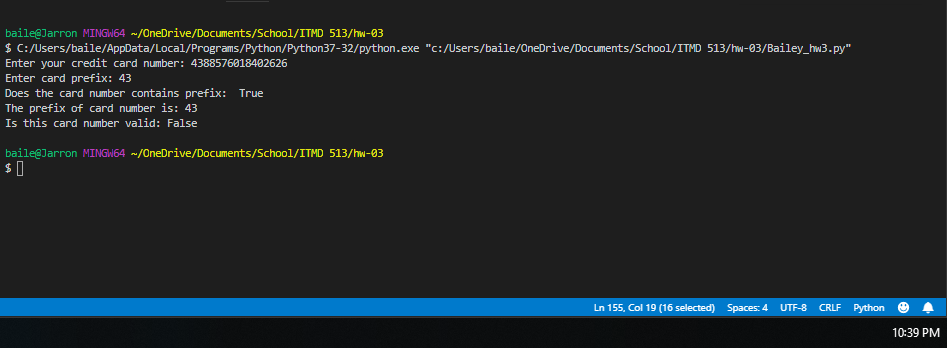 baile@Jarron MINGW64 ~/OneDrive/Documents/School/ITMD 513/hw-03
$ C:/Users/baile/AppData/Local/Programs/Python/Python37-32/python.exe "c:/Users/baile/OneDrive/Documents/School/ITMD 513/hw-03/Bailey_hw3.py"
Enter your credit card number: 4388576018402626
Enter card prefix: 43
Does the card number contains prefix:  True
The prefix of card number is: 43
Is this card number valid: False
baile@Jarron MINGW64 ~/OneDrive/Documents/School/ITMD 513/hw-03
$
Ln 155, Col 19 (16 selected) Spaces: 4 UTF-8 CRLF Python
10:39 PM